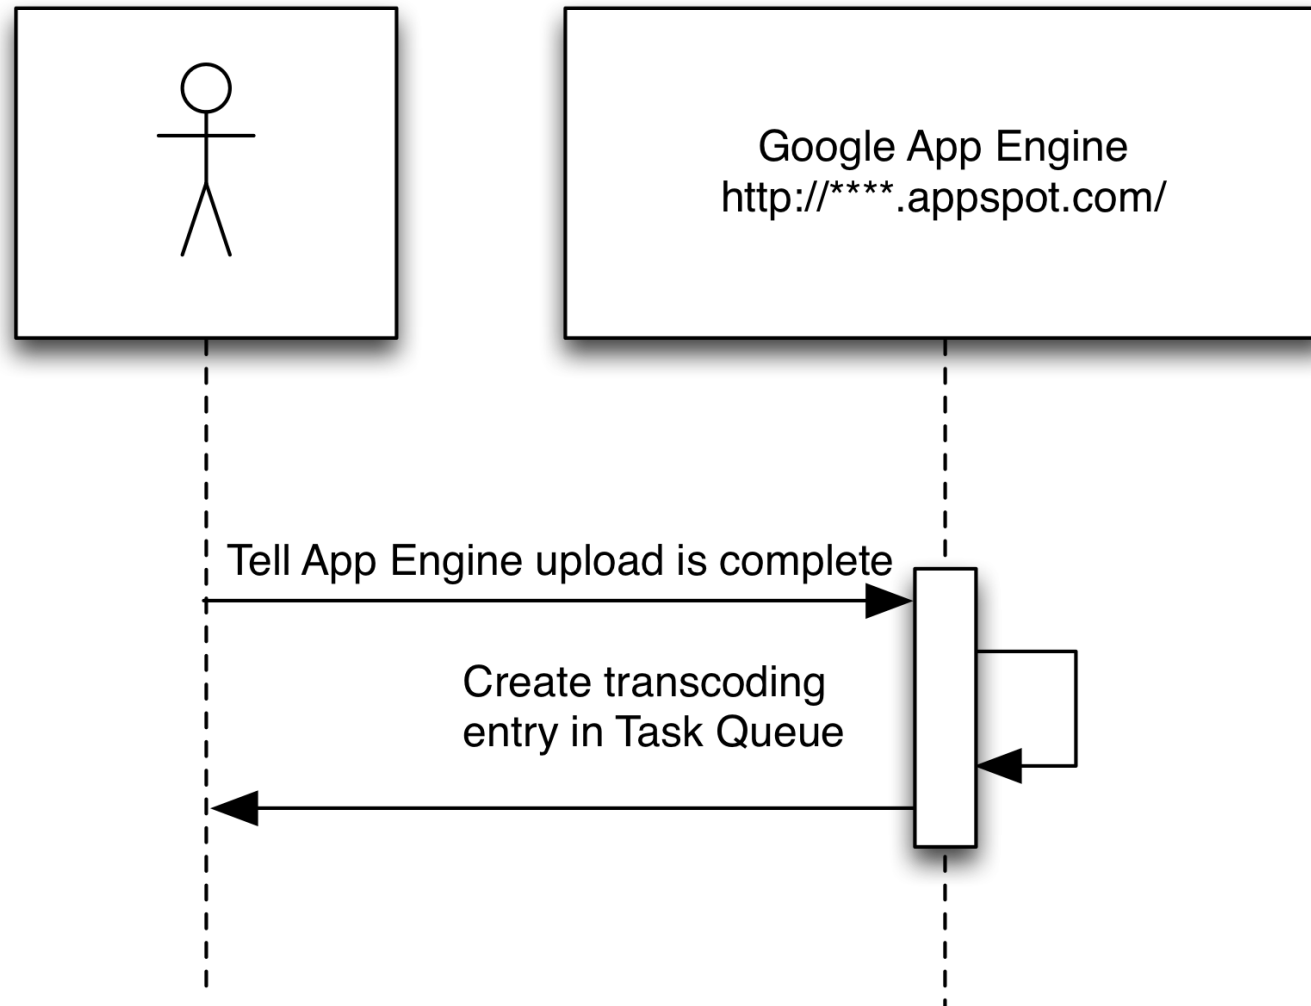 Google App Engine
http://****.appspot.com/
Tell App Engine upload is complete
Create transcoding
entry in Task Queue